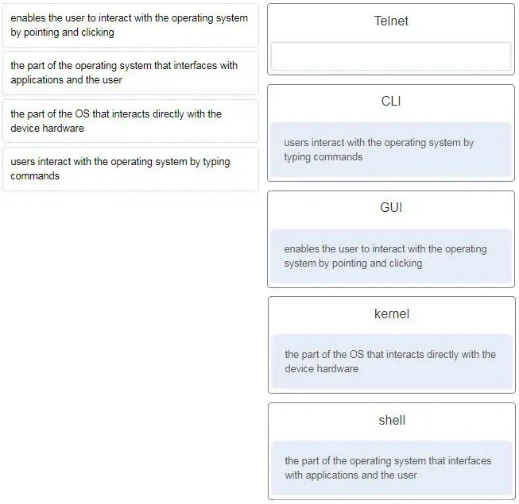 enables the user to interact with the operating system
by pointing and clicking
the part of the operating system that interfaces with
applications and the user
the part of the OS that interacts directly with the
device hardware
users interact with the operating system by typing
commands
Telnet
CLI
users interact with the operating system by
typing commands
GUI
enables the user to interact with the operating
system by pointing and clicking
kernel
the part of the OS that interacts directly with the
device hardware
shell
the part of the operating system that interfaces
with applications and the user